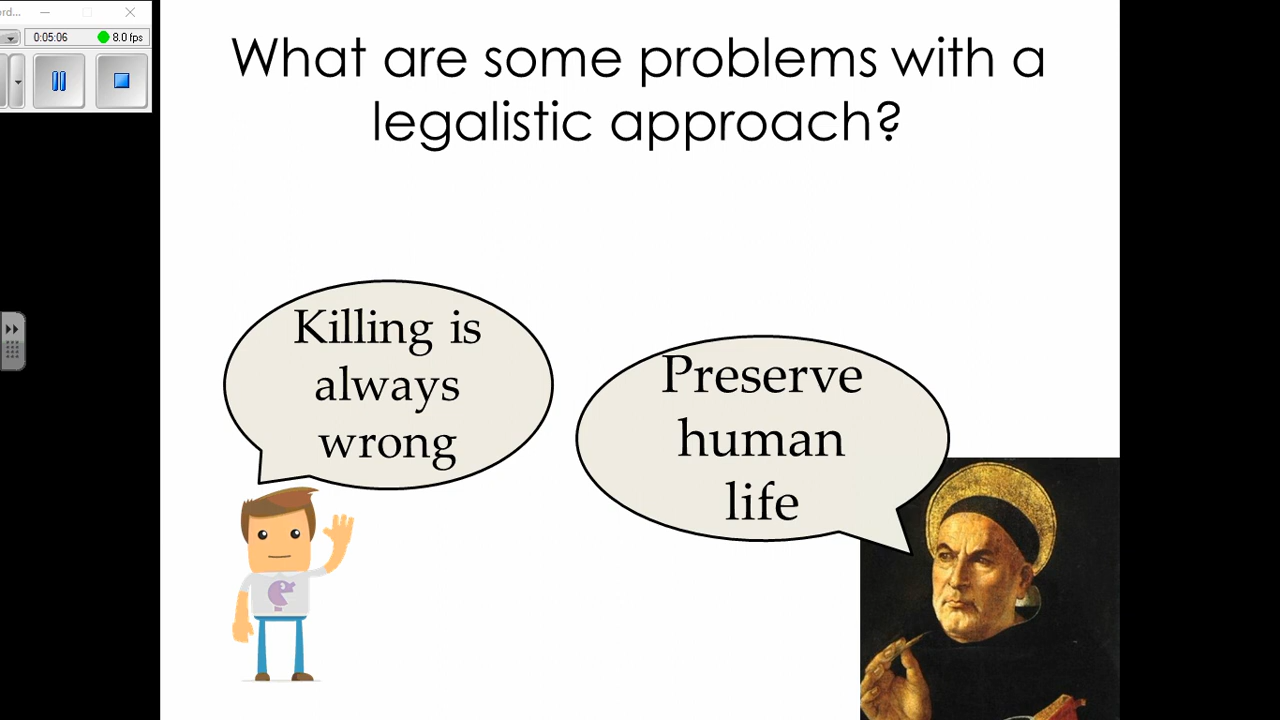 ord...
0:05:06
8.0 fps
What are some problems with a
legalistic approach?
Killing is
always
wrong
Preserve
human
life